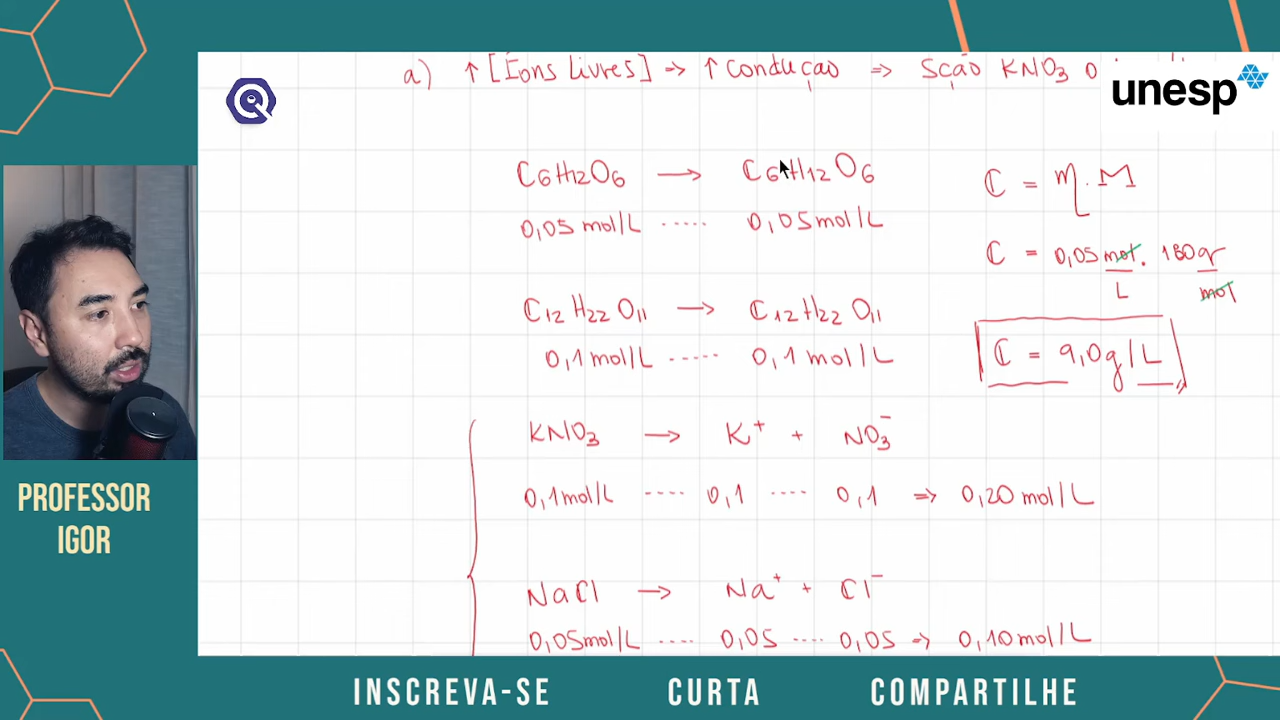 a) ↑ [Íons Livres] => ↑ condução => Sção KNO₃
unesp
C₆H₁₂O₆ → C₆H₁₂O₆
0,05 mol/L ..... 0,05 mol/L
C = η . M
C = 0,05 mol/L . 180 g/mol
C₁₂H₂₂O₁₁ → C₁₂H₂₂O₁₁
0,1 mol/L ..... 0,1 mol/L
C = 9,0g/L
KNO₃ → K⁺ + NO₃⁻
0,1 mol/L .... 0,1 .... 0,1 => 0,20 mol/L
NaCl → Na⁺ + Cl⁻
0,05 mol/L .... 0,05 .... 0,05 => 0,10 mol/L
PROFESSOR
IGOR
INSCREVA-SE CURTA COMPARTILHE